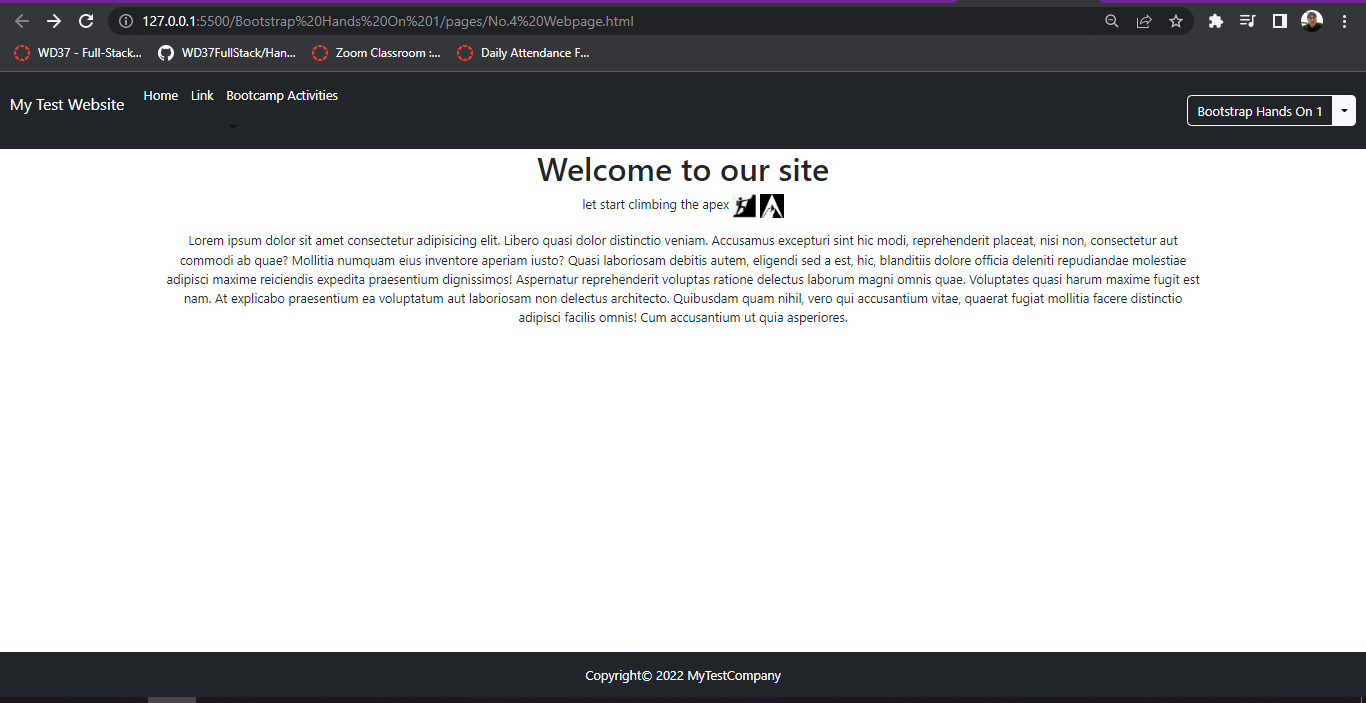 127.0.0.1:5500/Bootstrap%20Hands%20On%201/pages/No.4%20Webpage.html
WD37 - Full-Stack... WD37FullStack/Han... Zoom Classroom :... Daily Attendance F...
My Test Website Home Link Bootcamp Activities Bootstrap Hands On 1
Welcome to our site
let start climbing the apex
Lorem ipsum dolor sit amet consectetur adipisicing elit. Libero quasi dolor distinctio veniam. Accusamus excepturi sint hic modi, reprehenderit placeat, nisi non, consectetur aut
commodi ab quae? Mollitia numquam eius inventore aperiam iusto? Quasi laboriosam debitis autem, eligendi sed a est, hic, blanditiis dolore officia deleniti repudiandae molestiae
adipisci maxime reiciendis expedita praesentium dignissimos! Aspernatur reprehenderit voluptas ratione delectus laborum magni omnis quae. Voluptates quasi harum maxime fugit est
nam. At explicabo praesentium ea voluptatum aut laboriosam non delectus architecto. Quibusdam quam nihil, vero qui accusantium vitae, quaerat fugiat mollitia facere distinctio
adipisci facilis omnis! Cum accusantium ut quia asperiores.
Copyright© 2022 MyTestCompany